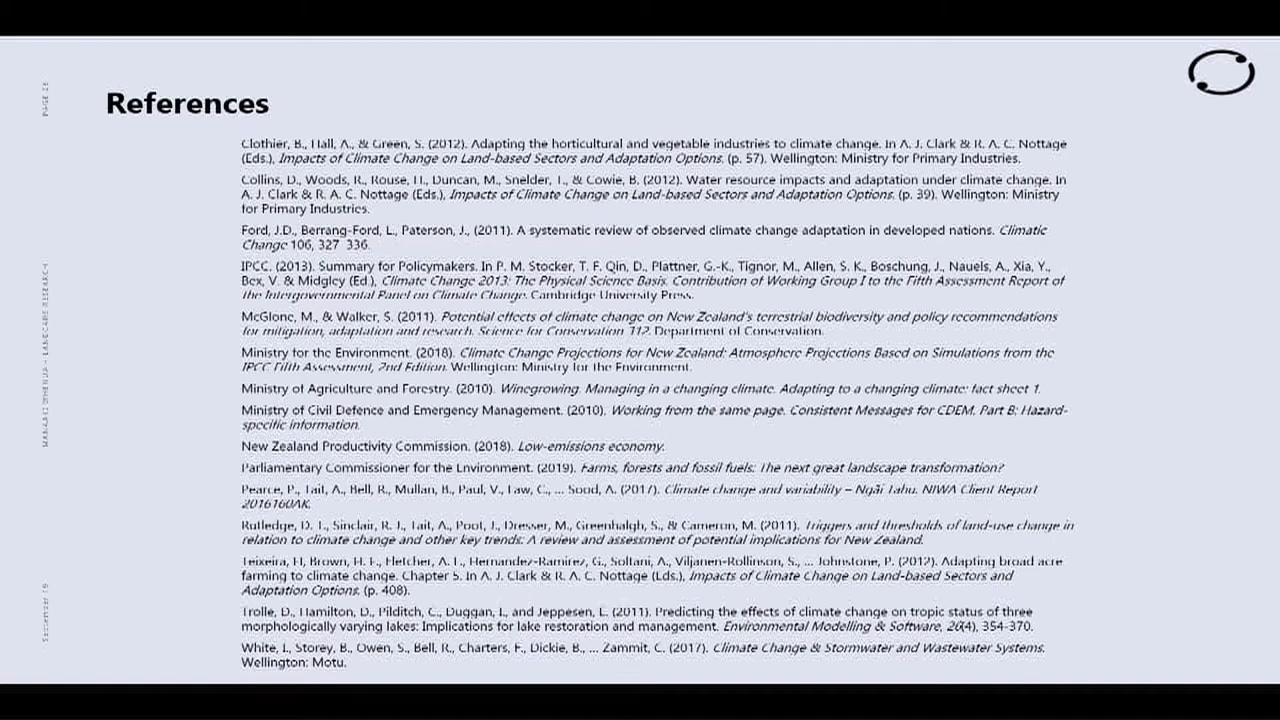 References
Clothier, B., Hall, A., & Green, S. (2012). Adapting the horticultural and vegetable industries to climate change. In A. J. Clark & R. A. C. Nottage
(Eds.), Impacts of Climate Change on Land-based Sectors and Adaptation Options. (p. 57). Wellington: Ministry for Primary Industries.
Collins, D., Woods, R., Rouse, H., Duncan, M., Snelder, T., & Cowie, B. (2012). Water resource impacts and adaptation under climate change. In
A. J. Clark & R. A. C. Nottage (Eds.), Impacts of Climate Change on Land-based Sectors and Adaptation Options. (p. 39). Wellington: Ministry
for Primary Industries.
Ford, J.D., Berrang-Ford, L., Paterson, J., (2011). A systematic review of observed climate change adaptation in developed nations. Climatic
Change 106, 327–336.
IPCC. (2013). Summary for Policymakers. In P. M. Stocker, T. F. Qin, D., Plattner, G.-K., Tignor, M., Allen, S. K., Boschung, J., Nauels, A., Xia, Y.,
Bex, V. & Midgley (Ed.), Climate Change 2013: The Physical Science Basis. Contribution of Working Group I to the Fifth Assessment Report of
the Intergovernmental Panel on Climate Change. Cambridge University Press.
McGlone, M., & Walker, S. (2011). Potential effects of climate change on New Zealand's terrestrial biodiversity and policy recommendations
for mitigation, adaptation and research. Science for Conservation 312. Department of Conservation.
Ministry for the Environment. (2018). Climate Change Projections for New Zealand: Atmosphere Projections Based on Simulations from the
IPCC Fifth Assessment, 2nd Edition. Wellington: Ministry for the Environment.
Ministry of Agriculture and Forestry. (2010). Winegrowing. Managing in a changing climate. Adapting to a changing climate: fact sheet 1.
Ministry of Civil Defence and Emergency Management. (2010). Working from the same page. Consistent Messages for CDEM. Part B: Hazard-
specific information.
New Zealand Productivity Commission. (2018). Low-emissions economy.
Parliamentary Commissioner for the Environment. (2019). Farms, forests and fossil fuels: The next great landscape transformation?
Pearce, P., Tait, A., Bell, R., Mullan, B., Paul, V., Law, C., ... Sood, A. (2017). Climate change and variability – Ngāi Tahu. NIWA Client Report
2016160AK.
Rutledge, D. T., Sinclair, R. J., Tait, A., Poot, J., Dresser, M., Greenhalgh, S., & Cameron, M. (2011). Triggers and thresholds of land-use change in
relation to climate change and other key trends: A review and assessment of potential implications for New Zealand.
Teixeira, E, Brown, H. E., Fletcher, A. L., Hernandez-Ramirez, G., Soltani, A., Viljanen-Rollinson, S., ... Johnstone, P. (2012). Adapting broad acre
farming to climate change. Chapter 5. In A. J. Clark & R. A. C. Nottage (Eds.), Impacts of Climate Change on Land-based Sectors and
Adaptation Options. (p. 408).
Trolle, D., Hamilton, D., Pilditch, C., Duggan, I., and Jeppesen, E. (2011). Predicting the effects of climate change on tropic status of three
morphologically varying lakes: Implications for lake restoration and management. Environmental Modelling & Software, 26(4), 354-370.
White, I., Storey, B., Owen, S., Bell, R., Charters, F., Dickie, B., ... Zammit, C. (2017). Climate Change & Stormwater and Wastewater Systems.
Wellington: Motu.